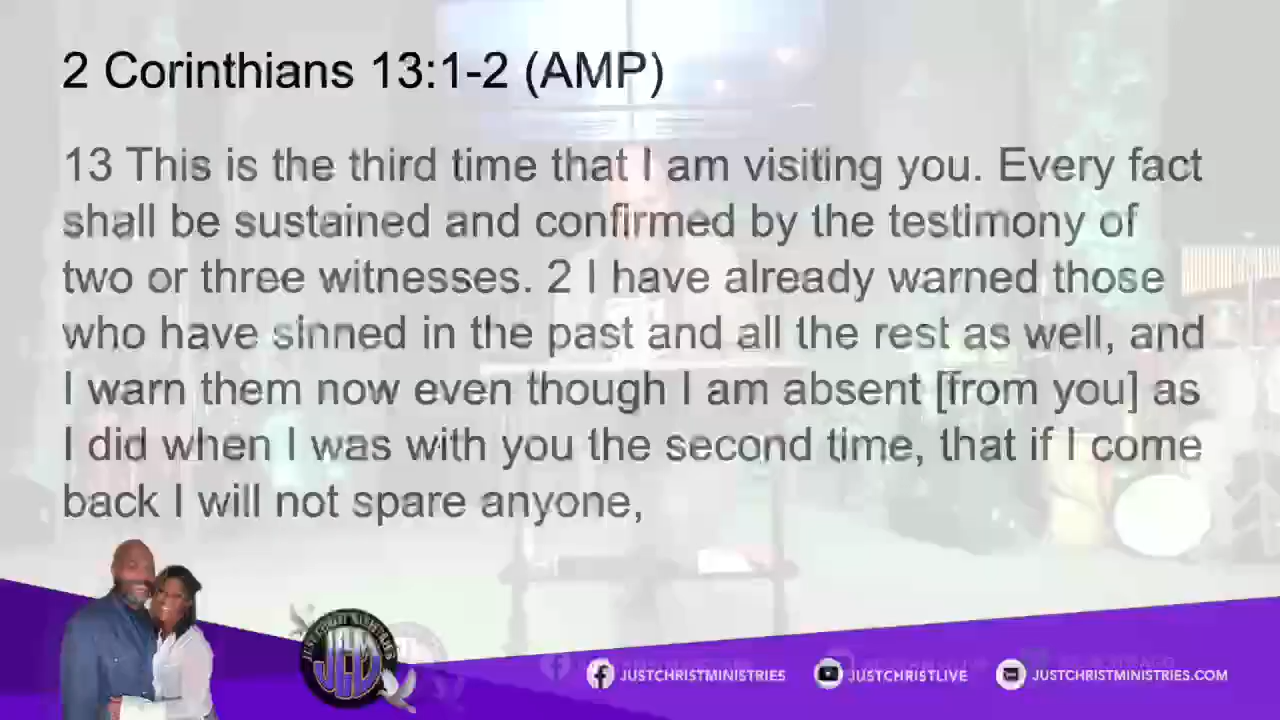 2 Corinthians 13:1-2 (AMP)
13 This is the third time that I am visiting you. Every fact
shall be sustained and confirmed by the testimony of
two or three witnesses. 2 I have already warned those
who have sinned in the past and all the rest as well, and
I warn them now even though I am absent [from you] as
I did when I was with you the second time, that if I come
back I will not spare anyone,
JUST CHRIST MINISTRIES
JCM
JUSTCHRISTMINISTRIES
JUSTCHRISTLIVE
JUSTCHRISTMINISTRIES.COM